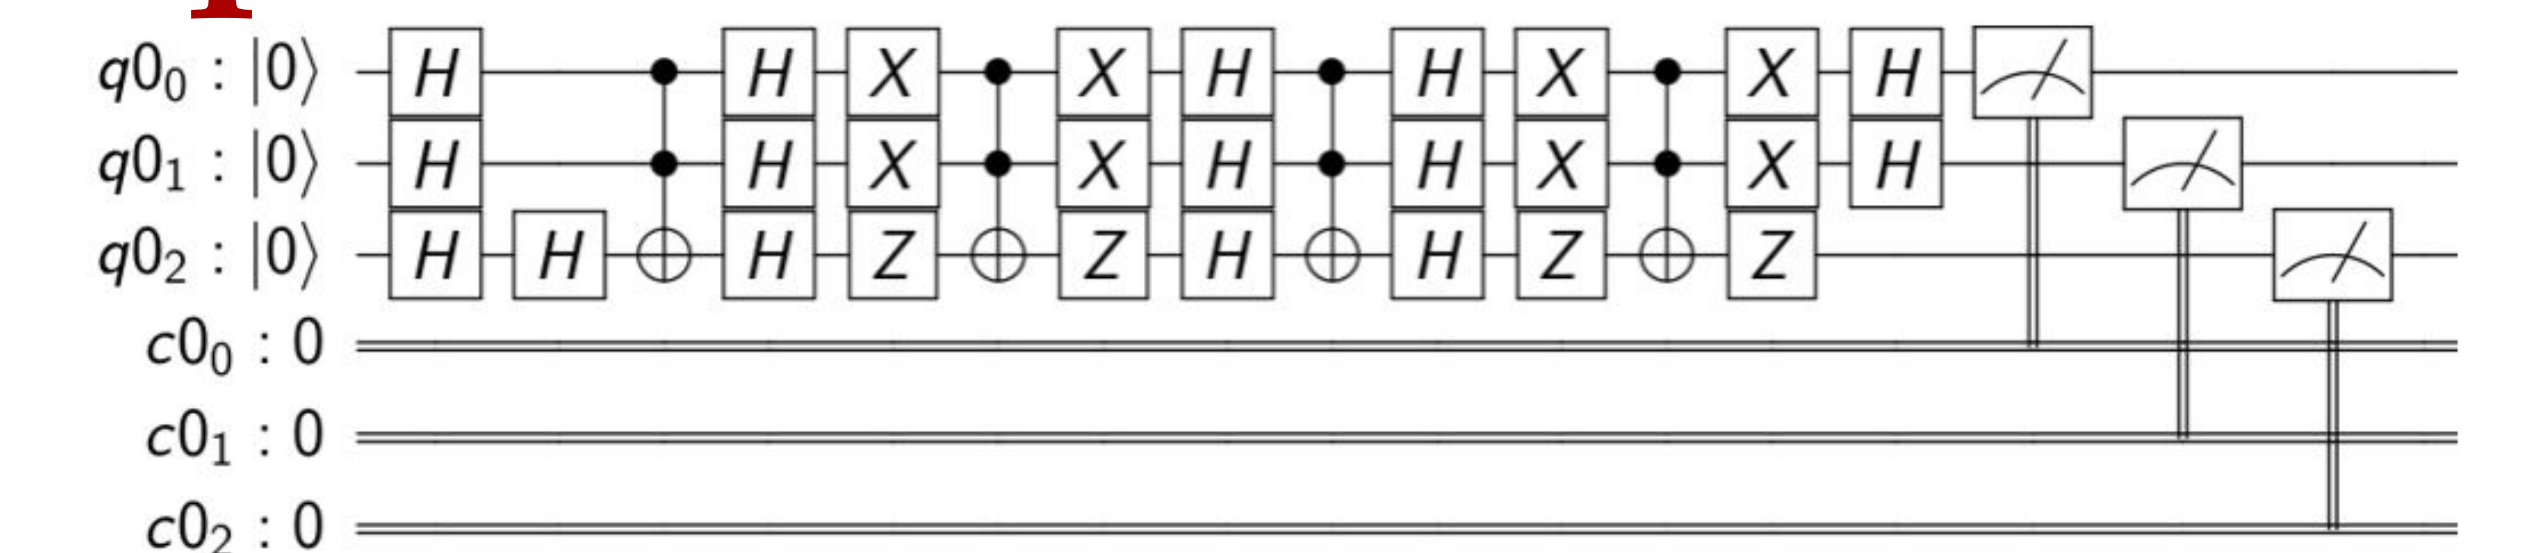 q0₀ : |0⟩ H H X X H H X X H
q0₁ : |0⟩ H H X X H H X X H
q0₂ : |0⟩ H H H Z Z H H Z Z
c0₀ : 0
c0₁ : 0
c0₂ : 0